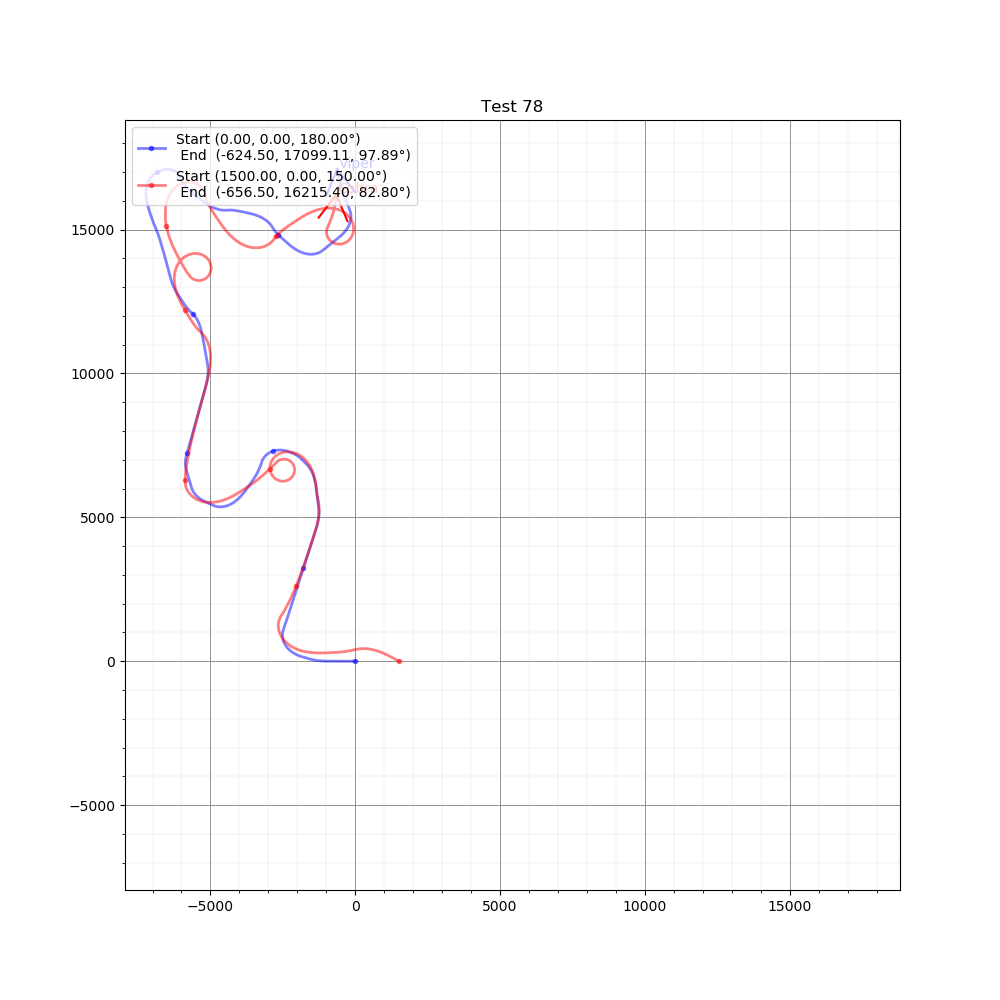 Test 78
Start (0.00, 0.00, 180.00°)
End (-624.50, 17099.11, 97.89°)
Start (1500.00, 0.00, 150.00°)
End (-656.50, 16215.40, 82.80°)
Viper
15000
10000
5000
0
−5000
−5000
0
5000
10000
15000